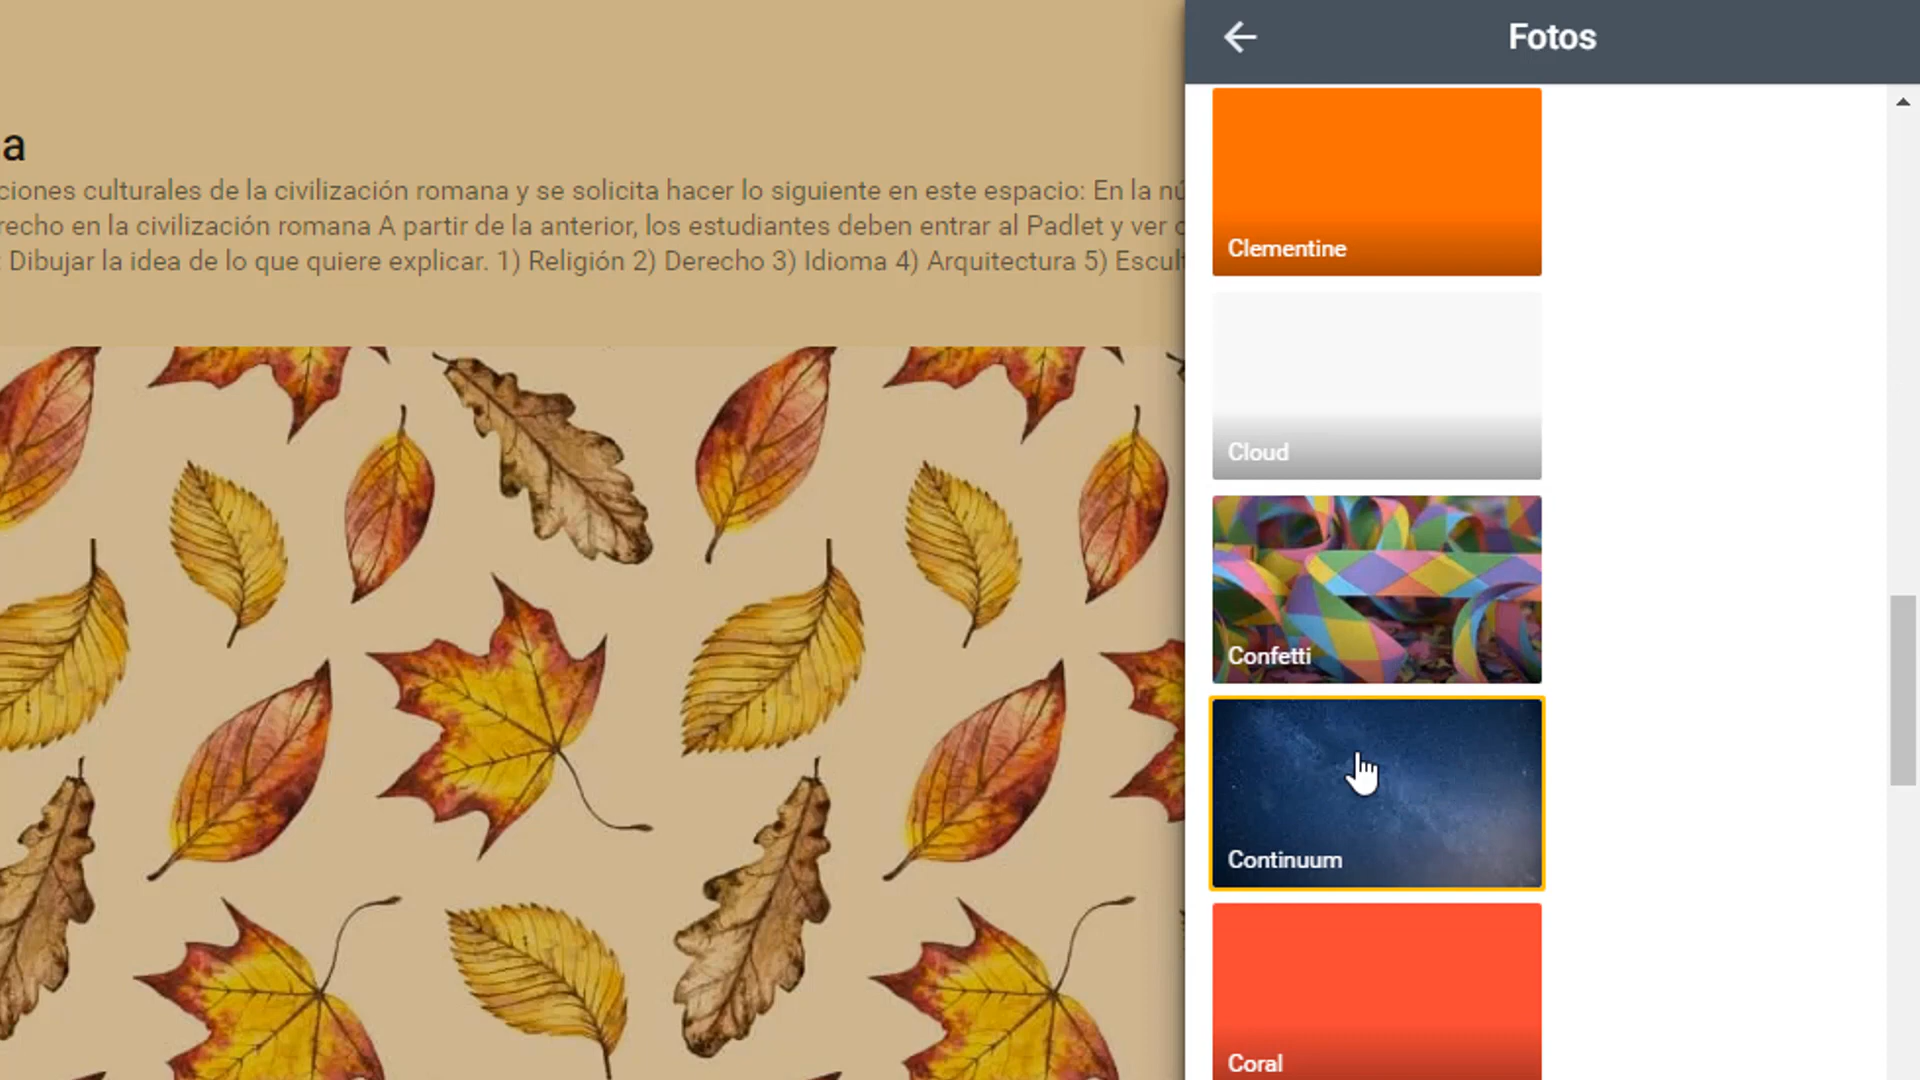 Fotos
a
ciones culturales de la civilización romana y se solicita hacer lo siguiente en este espacio: En la
recho en la civilización romana A partir de la anterior, los estudiantes deben entrar al Padlet y ver
: Dibujar la idea de lo que quiere explicar. 1) Religión 2) Derecho 3) Idioma 4) Arquitectura 5)
Clementine
Cloud
Confetti
Continuum
Coral